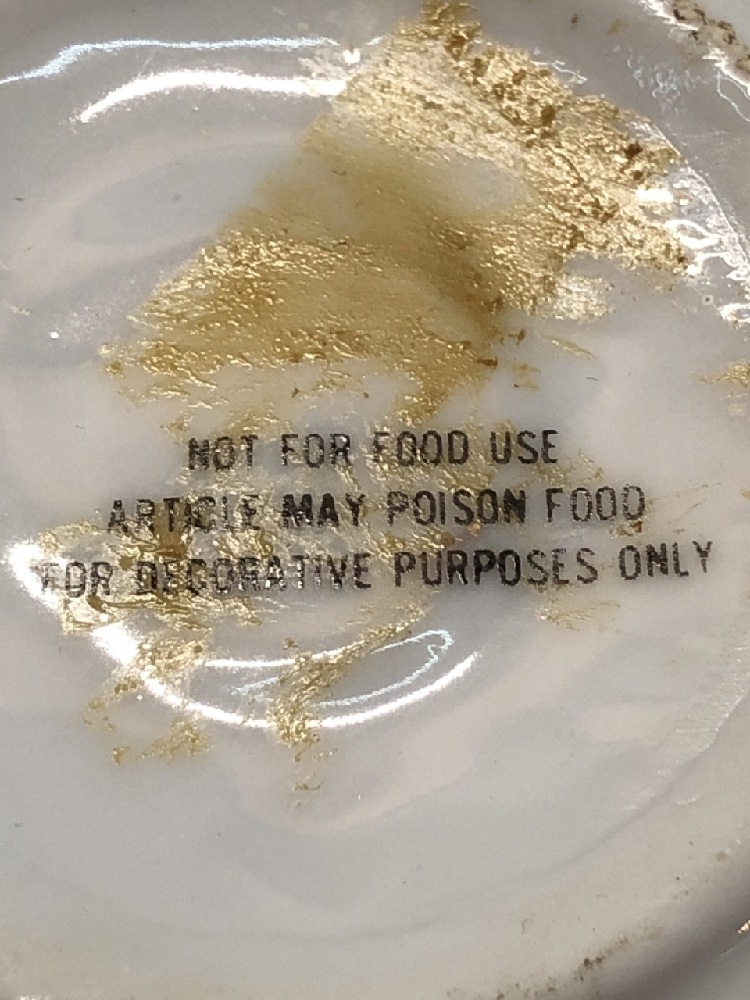 NOT FOR FOOD USE
ARTICLE MAY POISON FOOD
FOR DECORATIVE PURPOSES ONLY